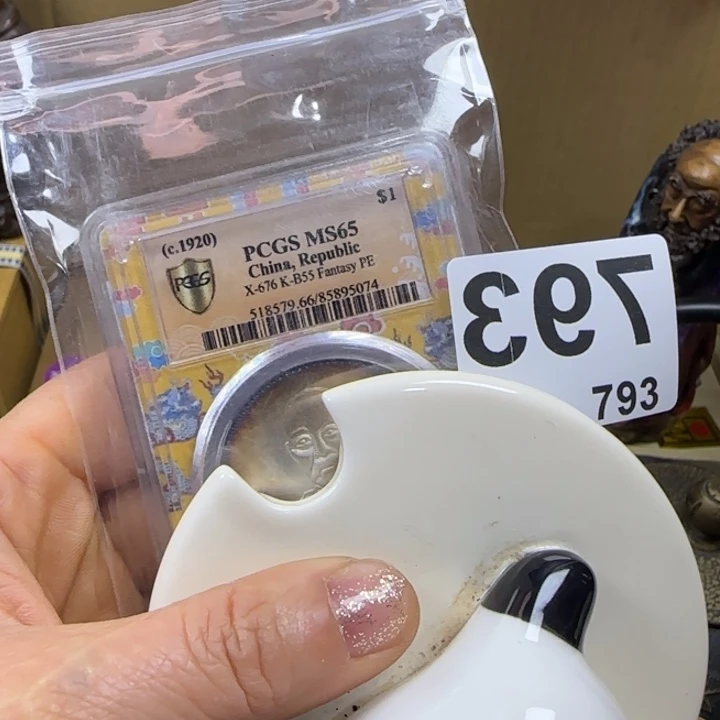 (c.1920)
$1
PCGS MS65
China, Republic
X-676 K-B55 Fantasy PE
518579.66/85895074
PCGS
793
793